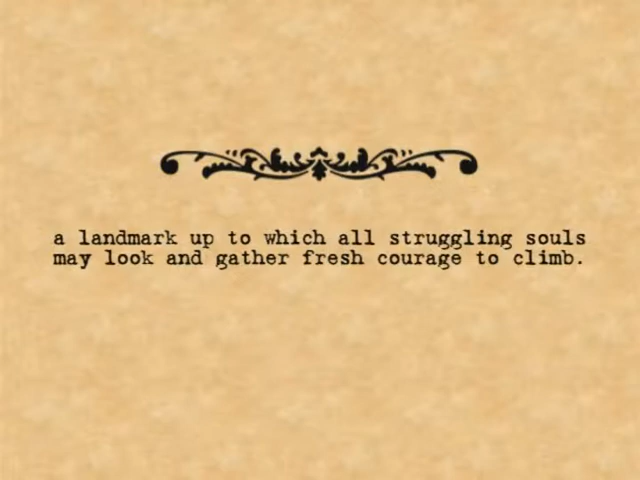 a landmark up to which all struggling souls
may look and gather fresh courage to climb.